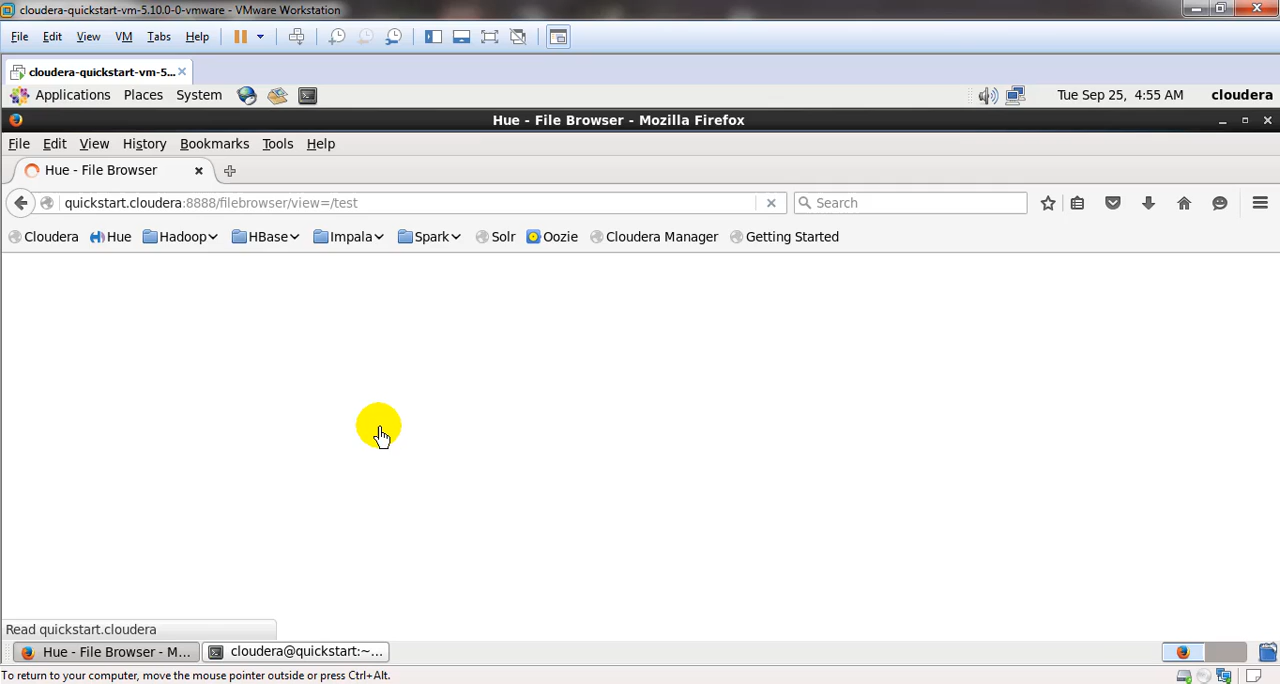 cloudera-quickstart-vm-5.10.0-0-vmware - VMware Workstation
File Edit View VM Tabs Help
cloudera-quickstart-vm-5...
Applications Places System Tue Sep 25, 4:55 AM cloudera
Hue - File Browser - Mozilla Firefox
File Edit View History Bookmarks Tools Help
Hue - File Browser
quickstart.cloudera:8888/filebrowser/view=/test Search
Cloudera Hue Hadoop HBase Impala Spark Solr Oozie Cloudera Manager Getting Started
Read quickstart.cloudera
Hue - File Browser - M... cloudera@quickstart:~...
To return to your computer, move the mouse pointer outside or press Ctrl+Alt.